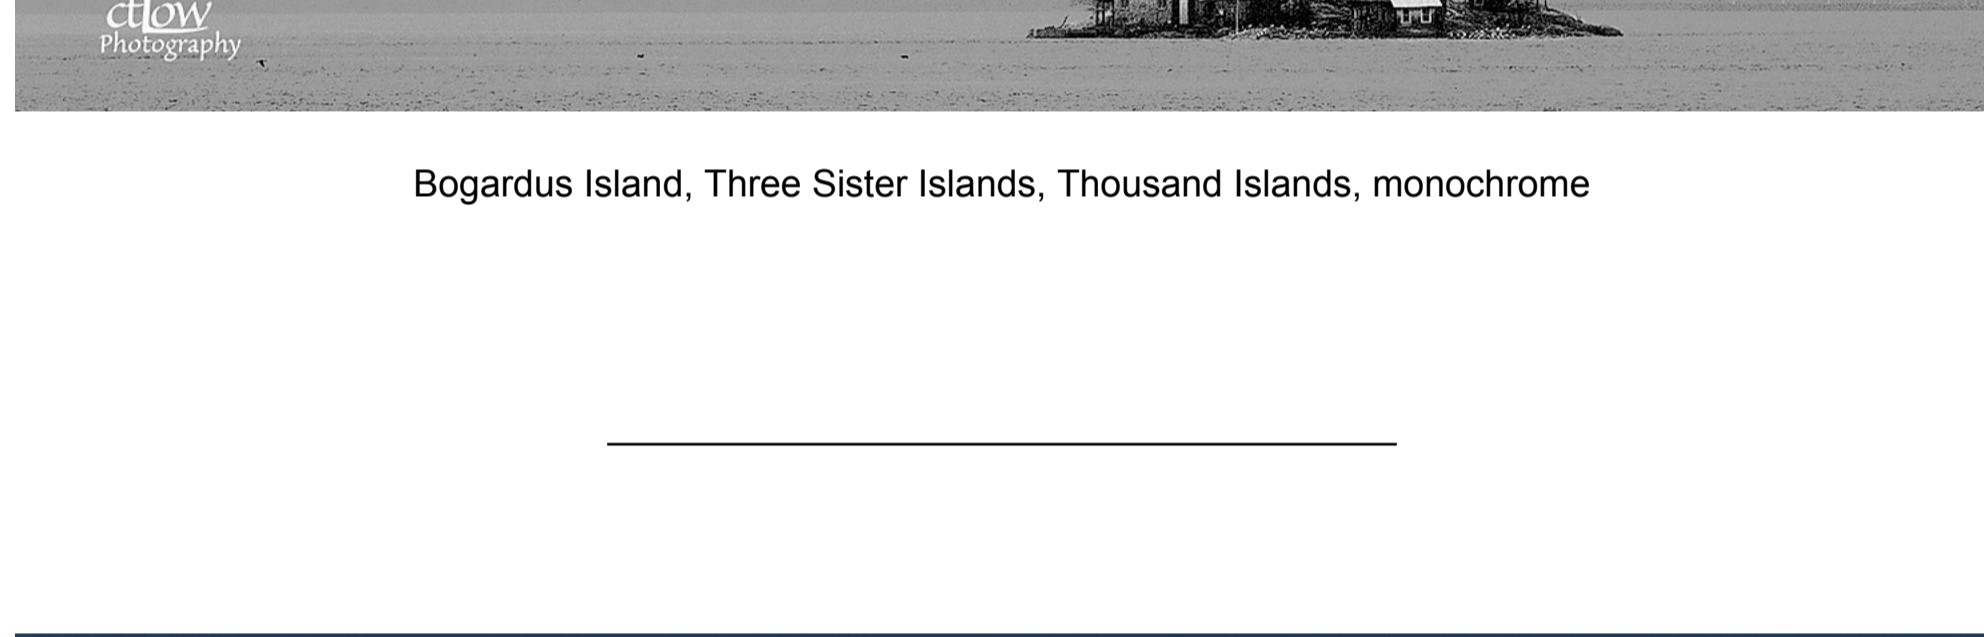 ctLow
Photography
Bogardus Island, Three Sister Islands, Thousand Islands, monochrome